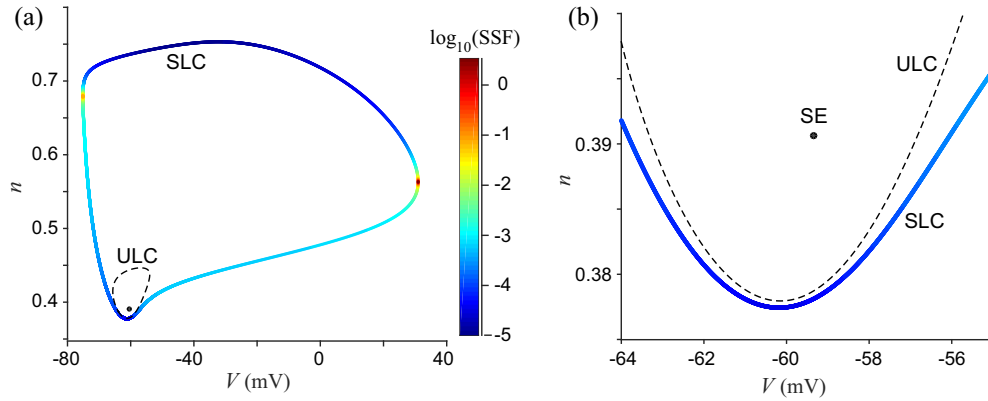 (a)
SLC
ULC
n
0.7
0.6
0.5
0.4
-80
-40
0
40
V (mV)
log10(SSF)
0
-1
-2
-3
-4
-5
(b)
ULC
SE
SLC
n
0.39
0.38
-64
-62
-60
-58
-56
V (mV)